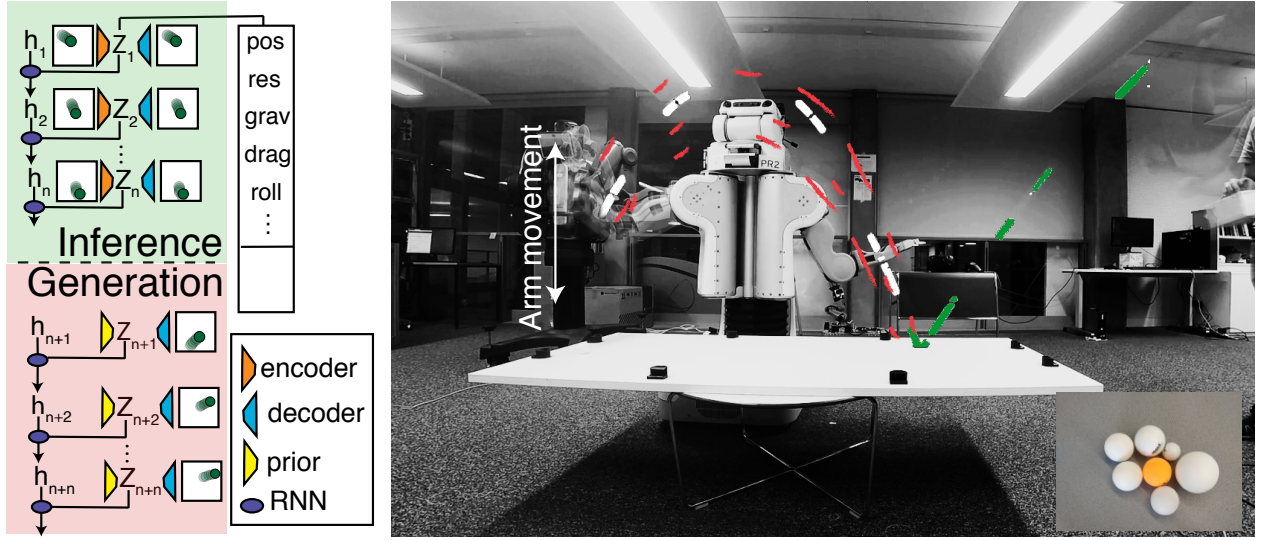 h1 Z1
h2 Z2
hn Zn
Inference
pos
res
grav
drag
roll
Generation
hn+1 Zn+1
hn+2 Zn+2
hn+n Zn+n
encoder
decoder
prior
RNN
Arm movement
PR2